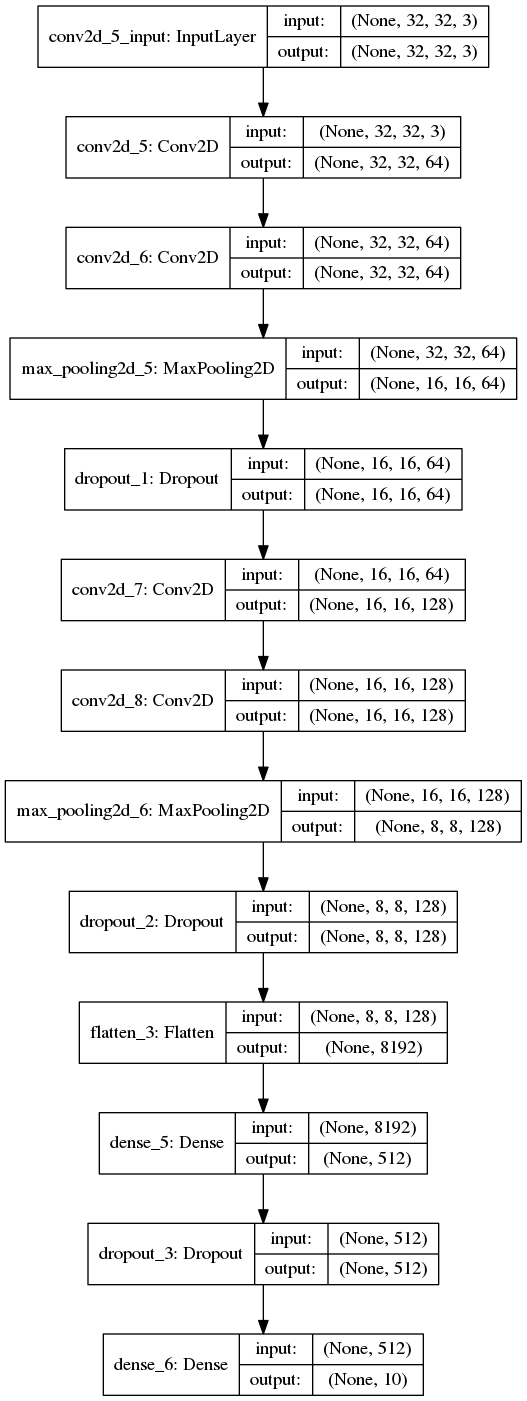 conv2d_5_input: InputLayer
input: (None, 32, 32, 3)
output: (None, 32, 32, 3)
conv2d_5: Conv2D
input: (None, 32, 32, 3)
output: (None, 32, 32, 64)
conv2d_6: Conv2D
input: (None, 32, 32, 64)
output: (None, 32, 32, 64)
max_pooling2d_5: MaxPooling2D
input: (None, 32, 32, 64)
output: (None, 16, 16, 64)
dropout_1: Dropout
input: (None, 16, 16, 64)
output: (None, 16, 16, 64)
conv2d_7: Conv2D
input: (None, 16, 16, 64)
output: (None, 16, 16, 128)
conv2d_8: Conv2D
input: (None, 16, 16, 128)
output: (None, 16, 16, 128)
max_pooling2d_6: MaxPooling2D
input: (None, 16, 16, 128)
output: (None, 8, 8, 128)
dropout_2: Dropout
input: (None, 8, 8, 128)
output: (None, 8, 8, 128)
flatten_3: Flatten
input: (None, 8, 8, 128)
output: (None, 8192)
dense_5: Dense
input: (None, 8192)
output: (None, 512)
dropout_3: Dropout
input: (None, 512)
output: (None, 512)
dense_6: Dense
input: (None, 512)
output: (None, 10)